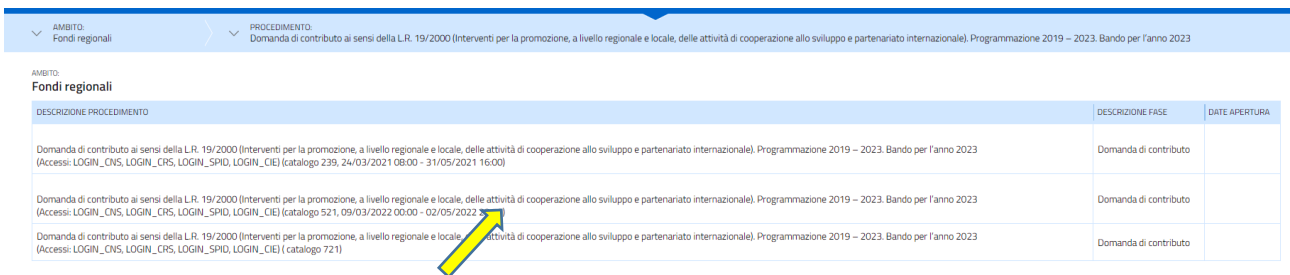 AMBITO:
Fondi regionali
PROCEDIMENTO:
Domanda di contributo ai sensi della L.R. 19/2000 (Interventi per la promozione, a livello regionale e locale, delle attività di cooperazione allo sviluppo e partenariato internazionale). Programmazione 2019 – 2023. Bando per l'anno 2023
AMBITO:
Fondi regionali
DESCRIZIONE PROCEDIMENTO DESCRIZIONE FASE DATE APERTURA
Domanda di contributo ai sensi della L.R. 19/2000 (Interventi per la promozione, a livello regionale e locale, delle attività di cooperazione allo sviluppo e partenariato internazionale). Programmazione 2019 – 2023. Bando per l'anno 2023
(Accessi: LOGIN_CNS, LOGIN_CRS, LOGIN_SPID, LOGIN_CIE) (catalogo 239, 24/03/2021 08:00 - 31/05/2021 16:00)
Domanda di contributo
Domanda di contributo ai sensi della L.R. 19/2000 (Interventi per la promozione, a livello regionale e locale, delle attività di cooperazione allo sviluppo e partenariato internazionale). Programmazione 2019 – 2023. Bando per l'anno 2023
(Accessi: LOGIN_CNS, LOGIN_CRS, LOGIN_SPID, LOGIN_CIE) (catalogo 521, 09/03/2022 00:00 - 02/05/2022
Domanda di contributo
Domanda di contributo ai sensi della L.R. 19/2000 (Interventi per la promozione, a livello regionale e locale, attività di cooperazione allo sviluppo e partenariato internazionale). Programmazione 2019 – 2023. Bando per l'anno 2023
(Accessi: LOGIN_CNS, LOGIN_CRS, LOGIN_SPID, LOGIN_CIE) ( catalogo 721)
Domanda di contributo